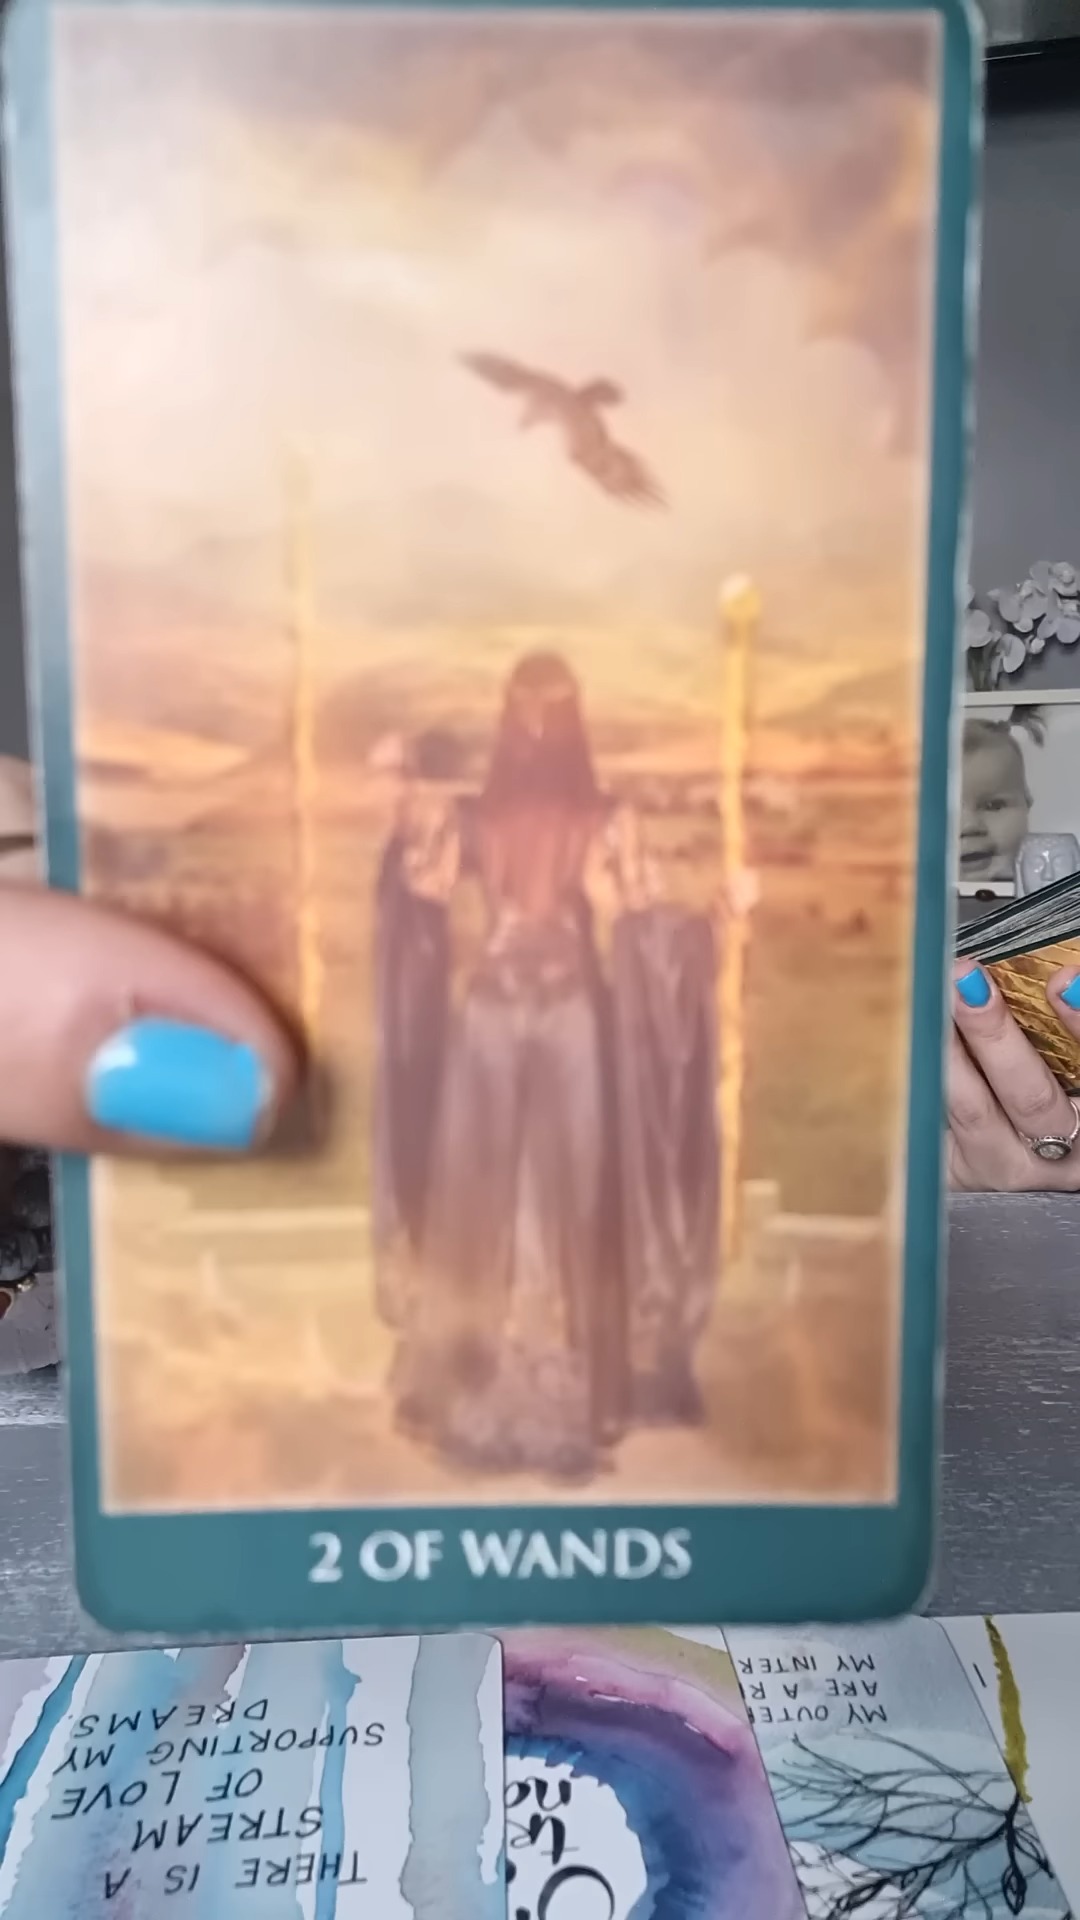 2 OF WANDS
THERE IS A
STREAM
OF LOVE
SUPPORTING MY
DREAMS.
MY OUTER
ARE A
MY INTER